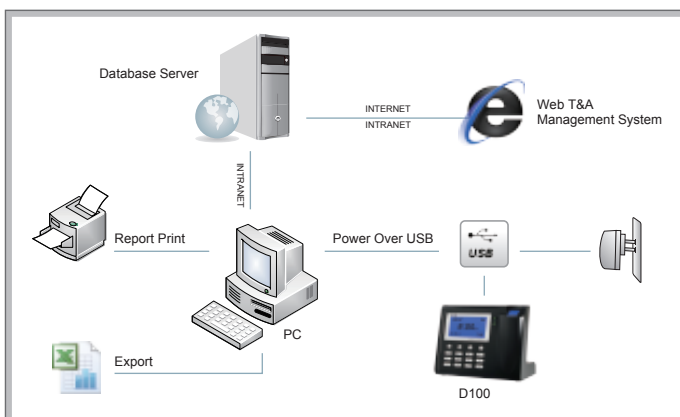 Database Server
INTERNET
INTRANET
Web T&A
Management System
INTRANET
Report Print
Power Over USB
USB
PC
Export
D100